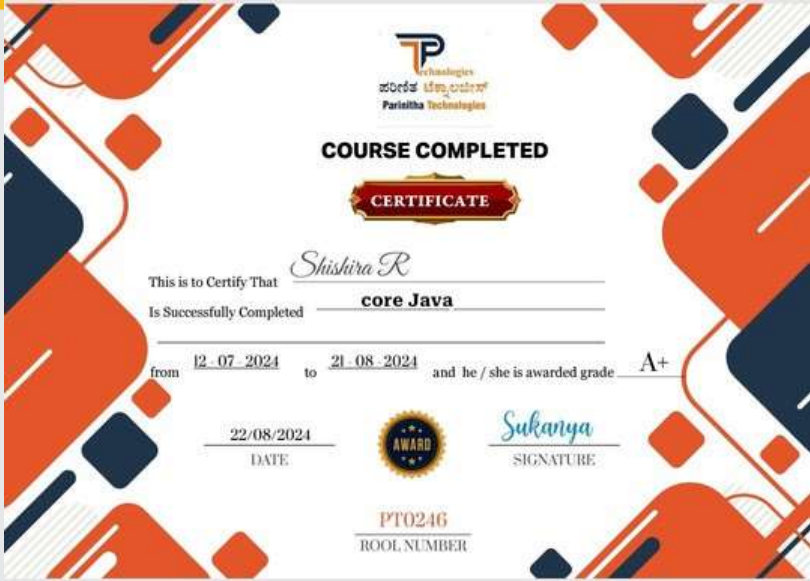 TP
echnologies
ಪರಿಣಿತ ಟೆಕ್ನಾಲಜೀಸ್
Parinitha Technologies
COURSE COMPLETED
CERTIFICATE
This is to Certify That Shishira R
Is Successfully Completed core Java
from 12 - 07 - 2024 to 21 - 08 - 2024 and he / she is awarded grade A+
22/08/2024
DATE
AWARD
Sukanya
SIGNATURE
PT0246
ROOL NUMBER